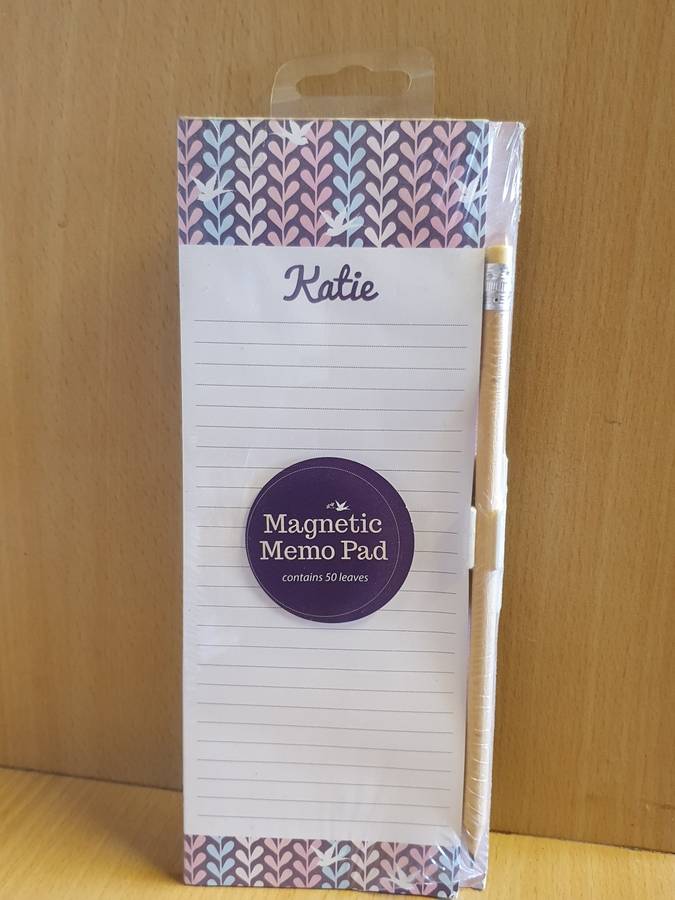 Katie
Magnetic
Memo Pad
contains 50 leaves